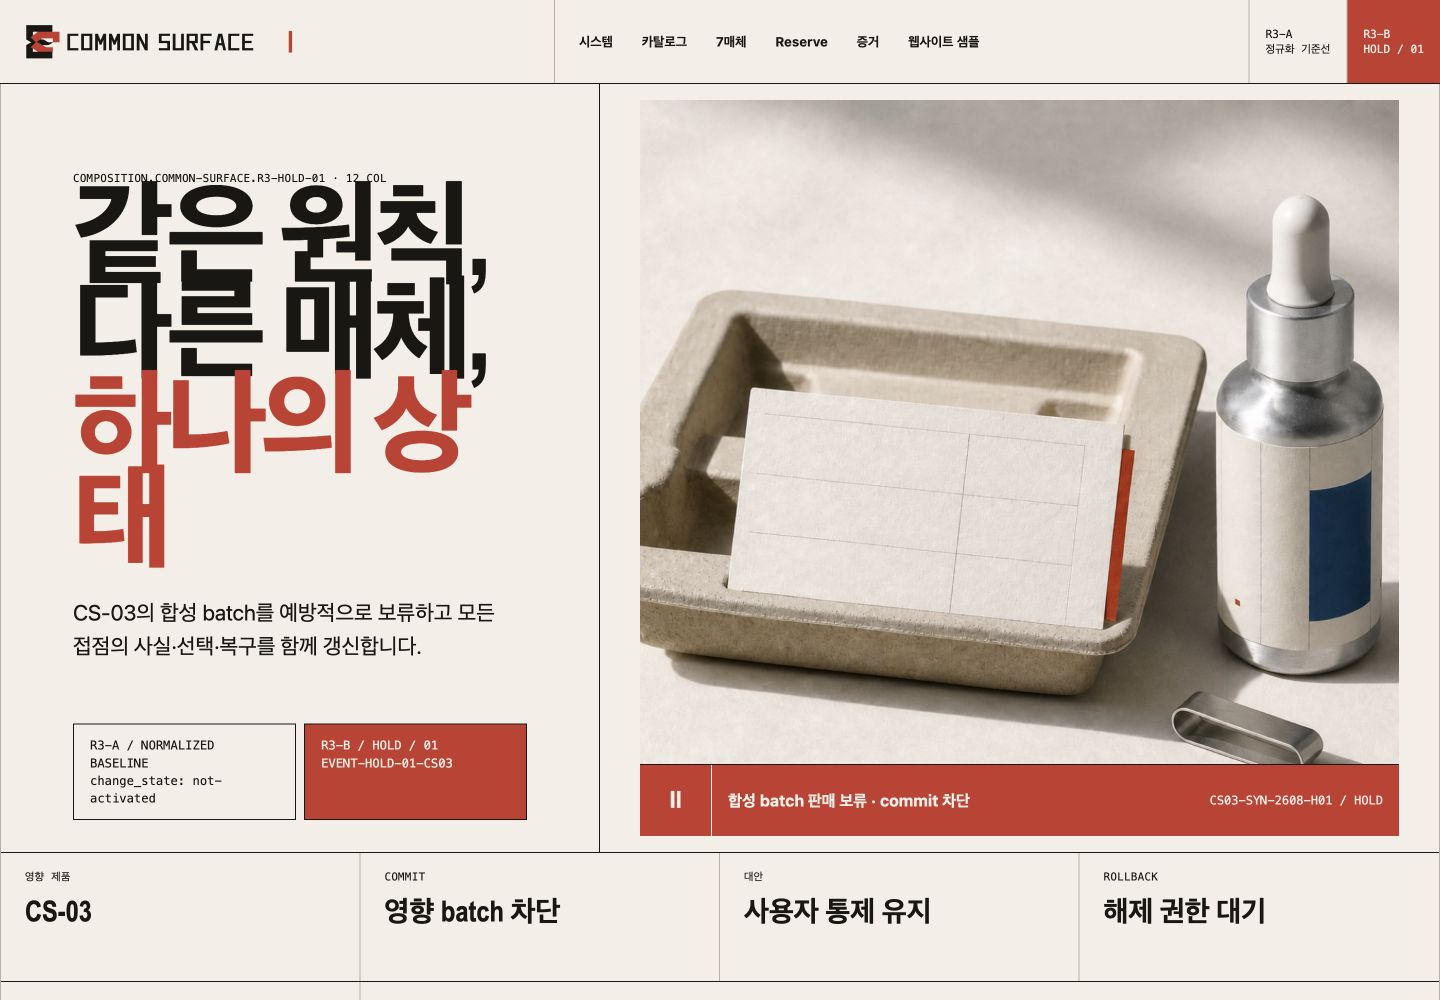 COMMON SURFACE
시스템
카탈로그
7매체
Reserve
증거
웹사이트 샘플
R3-A
정규화 기준선
R3-B
HOLD / 01
COMPOSITION.COMMON-SURFACE.R3-HOLD-01 · 12 COL
같은 원칙,
다른 매체,
하나의 상
태
CS-03의 합성 batch를 예방적으로 보류하고 모든
접점의 사실·선택·복구를 함께 갱신합니다.
R3-A / NORMALIZED
BASELINE
change_state: not-
activated
R3-B / HOLD / 01
EVENT-HOLD-01-CS03
합성 batch 판매 보류 · commit 차단
CS03-SYN-2608-H01 / HOLD
영향 제품
CS-03
COMMIT
영향 batch 차단
대안
사용자 통제 유지
ROLLBACK
해제 권한 대기